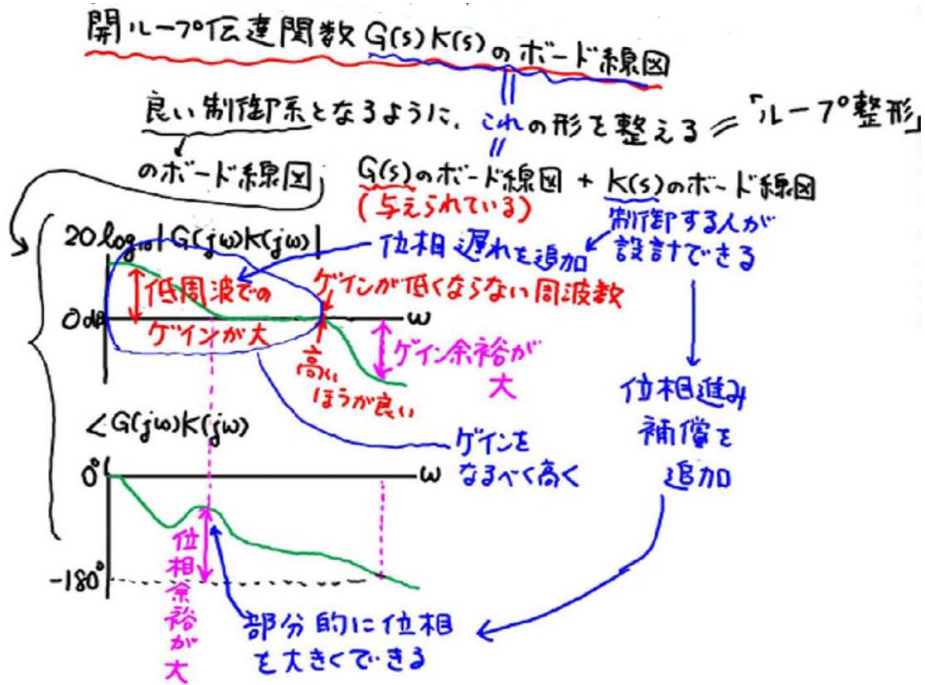 開ループ伝達関数G(s)K(s)のボード線図
良い制御系となるように、これの形を整える＝「ループ整形」
のボード線図
G(s)のボード線図 + K(s)のボード線図
(与えられている)
制御する人が
設計できる
20log₁₀|G(jω)K(jω)|
位相遅れを追加
低周波での
ゲインが大
ゲインが低くならない周波数
0dB
ω
高い
ほうが良い
ゲイン余裕が
大
位相進み
補償を
追加
∠G(jω)K(jω)
ゲインを
なるべく高く
0°
ω
位相余裕が大
-180°
部分的に位相
を大きくできる